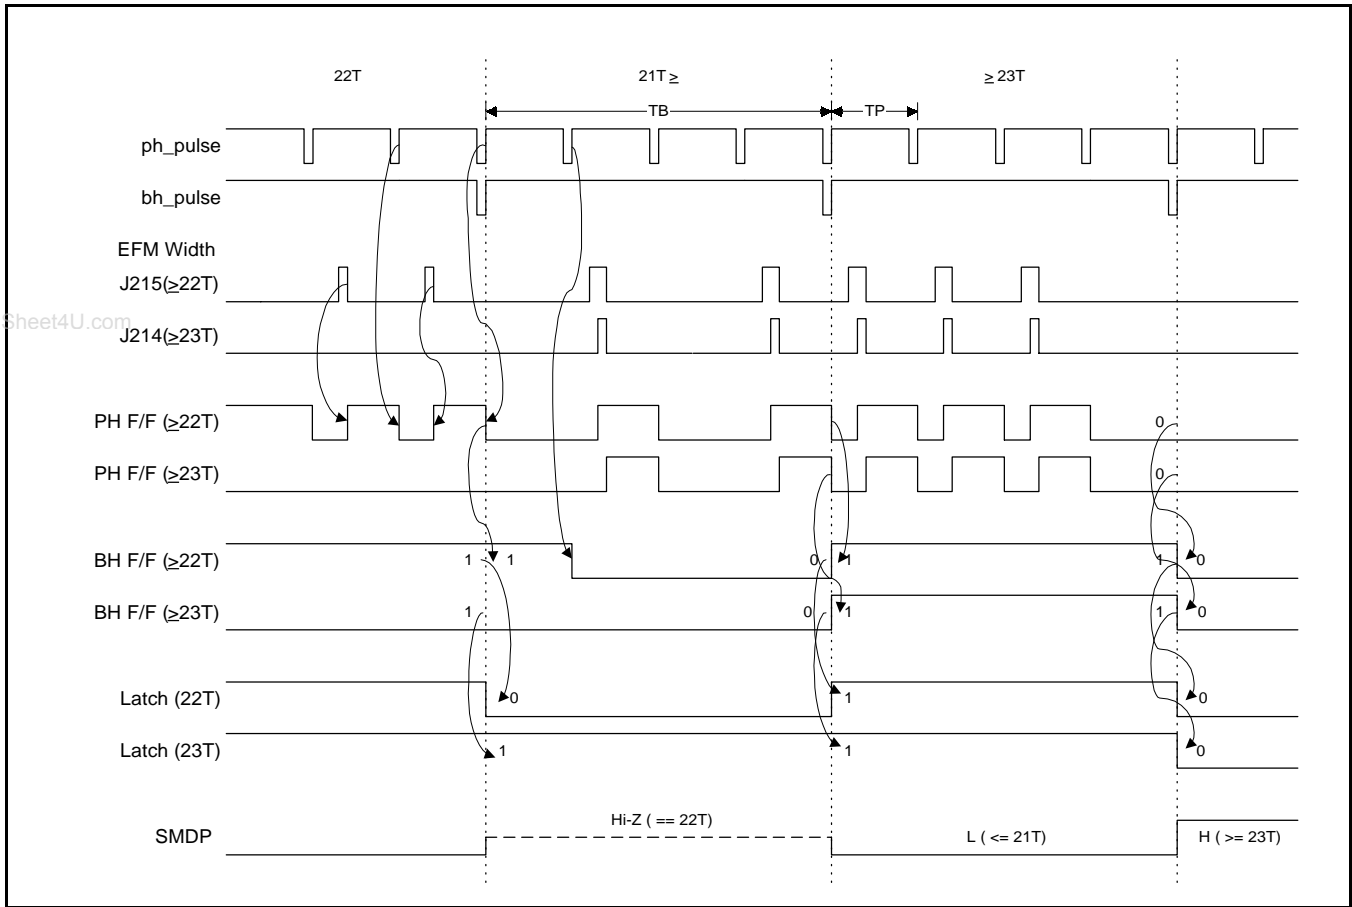 22T 21T ≥ ≥ 23T
TB TP
ph_pulse
bh_pulse
EFM Width
J215(≥22T)
Sheet4U.com
J214(≥23T)
PH F/F (≥22T) 0
PH F/F (≥23T) 0
BH F/F (≥22T) 1 1 0 1 1 0
BH F/F (≥23T) 1 0 1 1 0
Latch (22T) 0 1 0
Latch (23T) 1 1 0
Hi-Z ( == 22T)
SMDP L ( <= 21T) H ( >= 23T)